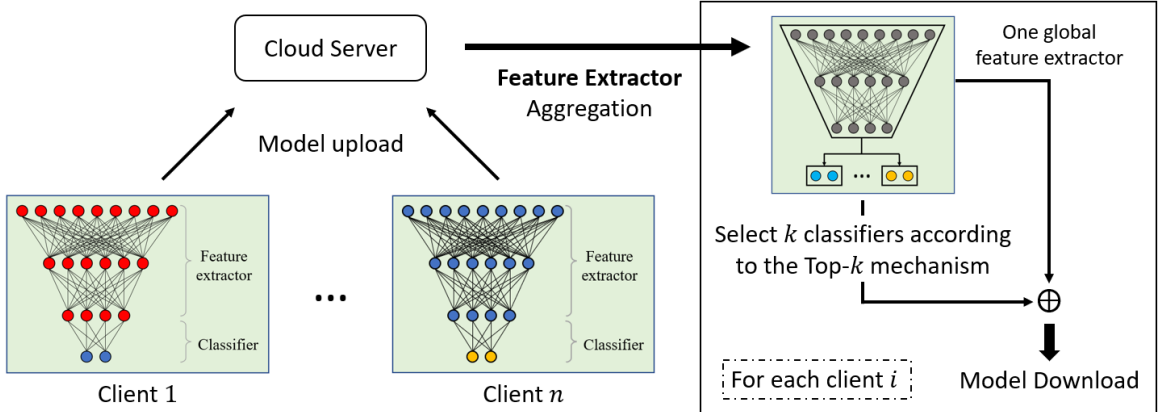 Cloud Server
Feature Extractor
Aggregation
Model upload
One global
feature extractor
...
Select k classifiers according
to the Top-k mechanism
Feature
extractor
Classifier
Client 1
...
Feature
extractor
Classifier
Client n
For each client i
Model Download